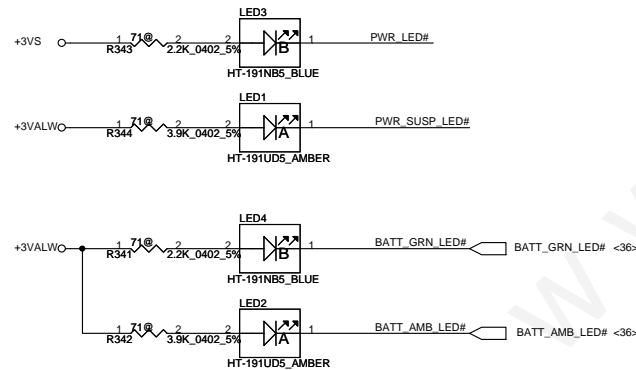 LED3
+3VS 1 71@ 2 2 B 1 PWR_LED#
R343 2.2K_0402_5%
HT-191NB5_BLUE
LED1
+3VALW 1 71@ 2 2 A 1 PWR_SUSP_LED#
R344 3.9K_0402_5%
HT-191UD5_AMBER
LED4
+3VALW 1 71@ 2 2 B 1 BATT_GRN_LED# BATT_GRN_LED# <36>
R341 2.2K_0402_5%
HT-191NB5_BLUE
LED2
1 71@ 2 2 A 1 BATT_AMB_LED# BATT_AMB_LED# <36>
R342 3.9K_0402_5%
HT-191UD5_AMBER